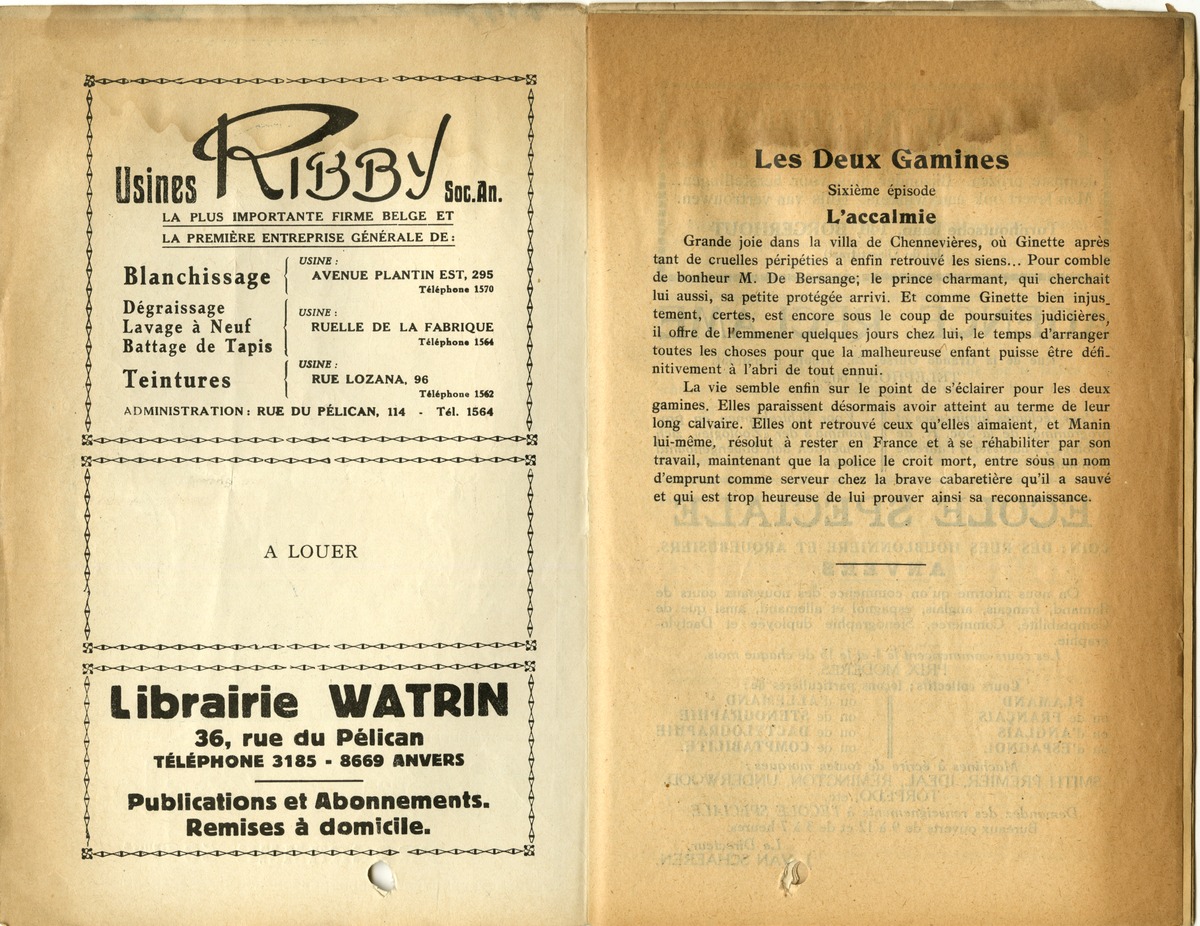 Usines RIBBY Soc.An.
LA PLUS IMPORTANTE FIRME BELGE ET
LA PREMIÈRE ENTREPRISE GÉNÉRALE DE:
Blanchissage
USINE :
AVENUE PLANTIN EST, 295
Téléphone 1570
Dégraissage
Lavage à Neuf
Battage de Tapis
USINE :
RUELLE DE LA FABRIQUE
Téléphone 1564
Teintures
USINE :
RUE LOZANA, 96
Téléphone 1562
ADMINISTRATION: RUE DU PÉLICAN, 114 - Tél. 1564
A LOUER
Librairie WATRIN
36, rue du Pélican
TÉLÉPHONE 3185 - 8669 ANVERS
Publications et Abonnements.
Remises à domicile.
Les Deux Gamines
Sixième épisode
L'accalmie
Grande joie dans la villa de Chennevières, où Ginette après
tant de cruelles péripéties a enfin retrouvé les siens... Pour comble
de bonheur M. De Bersange; le prince charmant, qui cherchait
lui aussi, sa petite protégée arrivi. Et comme Ginette bien injus_
tement, certes, est encore sous le coup de poursuites judicières,
il offre de l'emmener quelques jours chez lui, le temps d'arranger
toutes les choses pour que la malheureuse enfant puisse être défi-
nitivement à l'abri de tout ennui.
La vie semble enfin sur le point de s'éclairer pour les deux
gamines. Elles paraissent désormais avoir atteint au terme de leur
long calvaire. Elles ont retrouvé ceux qu'elles aimaient, et Manin
lui-même, résolut à rester en France et à se réhabiliter par son
travail, maintenant que la police le croit mort, entre sous un nom
d'emprunt comme serveur chez la brave cabaretière qu'il a sauvé
et qui est trop heureuse de lui prouver ainsi sa reconnaissance.